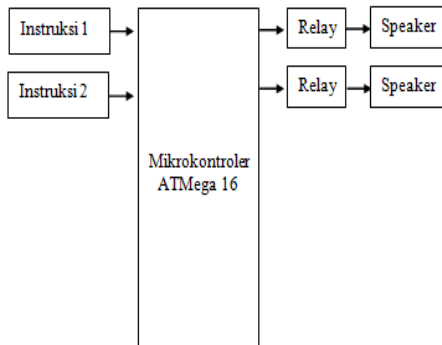 Instruksi 1
Relay
Speaker
Instruksi 2
Relay
Speaker
Mikrokontroler
ATMega 16